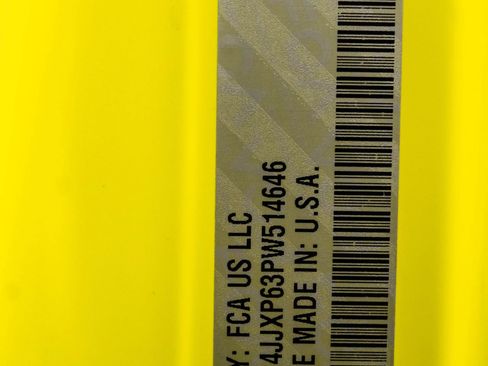 Y: FCA US LLC
4JJXP63PW514646
E MADE IN: U.S.A.